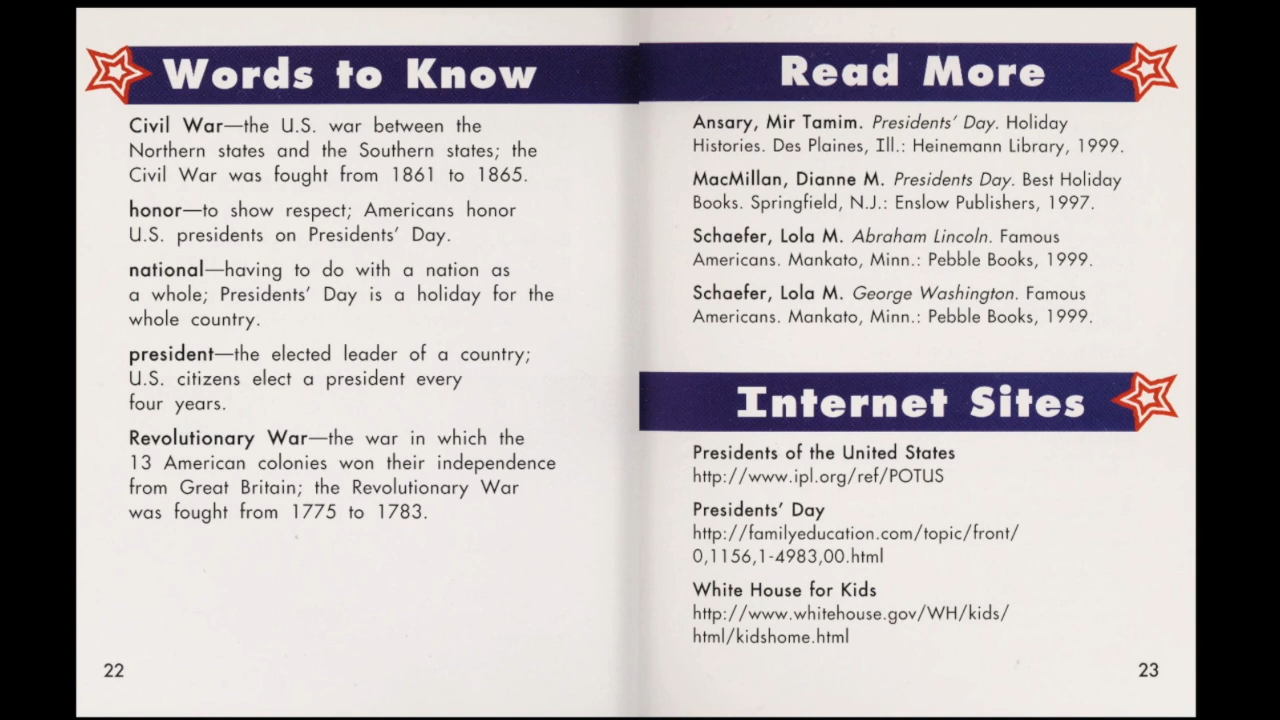 Words to Know
Civil War—the U.S. war between the
Northern states and the Southern states; the
Civil War was fought from 1861 to 1865.
honor—to show respect; Americans honor
U.S. presidents on Presidents’ Day.
national—having to do with a nation as
a whole; Presidents’ Day is a holiday for the
whole country.
president—the elected leader of a country;
U.S. citizens elect a president every
four years.
Revolutionary War—the war in which the
13 American colonies won their independence
from Great Britain; the Revolutionary War
was fought from 1775 to 1783.
22
Read More
Ansary, Mir Tamim. Presidents’ Day. Holiday
Histories. Des Plaines, Ill.: Heinemann Library, 1999.
MacMillan, Dianne M. Presidents Day. Best Holiday
Books. Springfield, N.J.: Enslow Publishers, 1997.
Schaefer, Lola M. Abraham Lincoln. Famous
Americans. Mankato, Minn.: Pebble Books, 1999.
Schaefer, Lola M. George Washington. Famous
Americans. Mankato, Minn.: Pebble Books, 1999.
Internet Sites
Presidents of the United States
http://www.ipl.org/ref/POTUS
Presidents’ Day
http://familyeducation.com/topic/front/
0,1156,1-4983,00.html
White House for Kids
http://www.whitehouse.gov/WH/kids/
html/kidshome.html
23